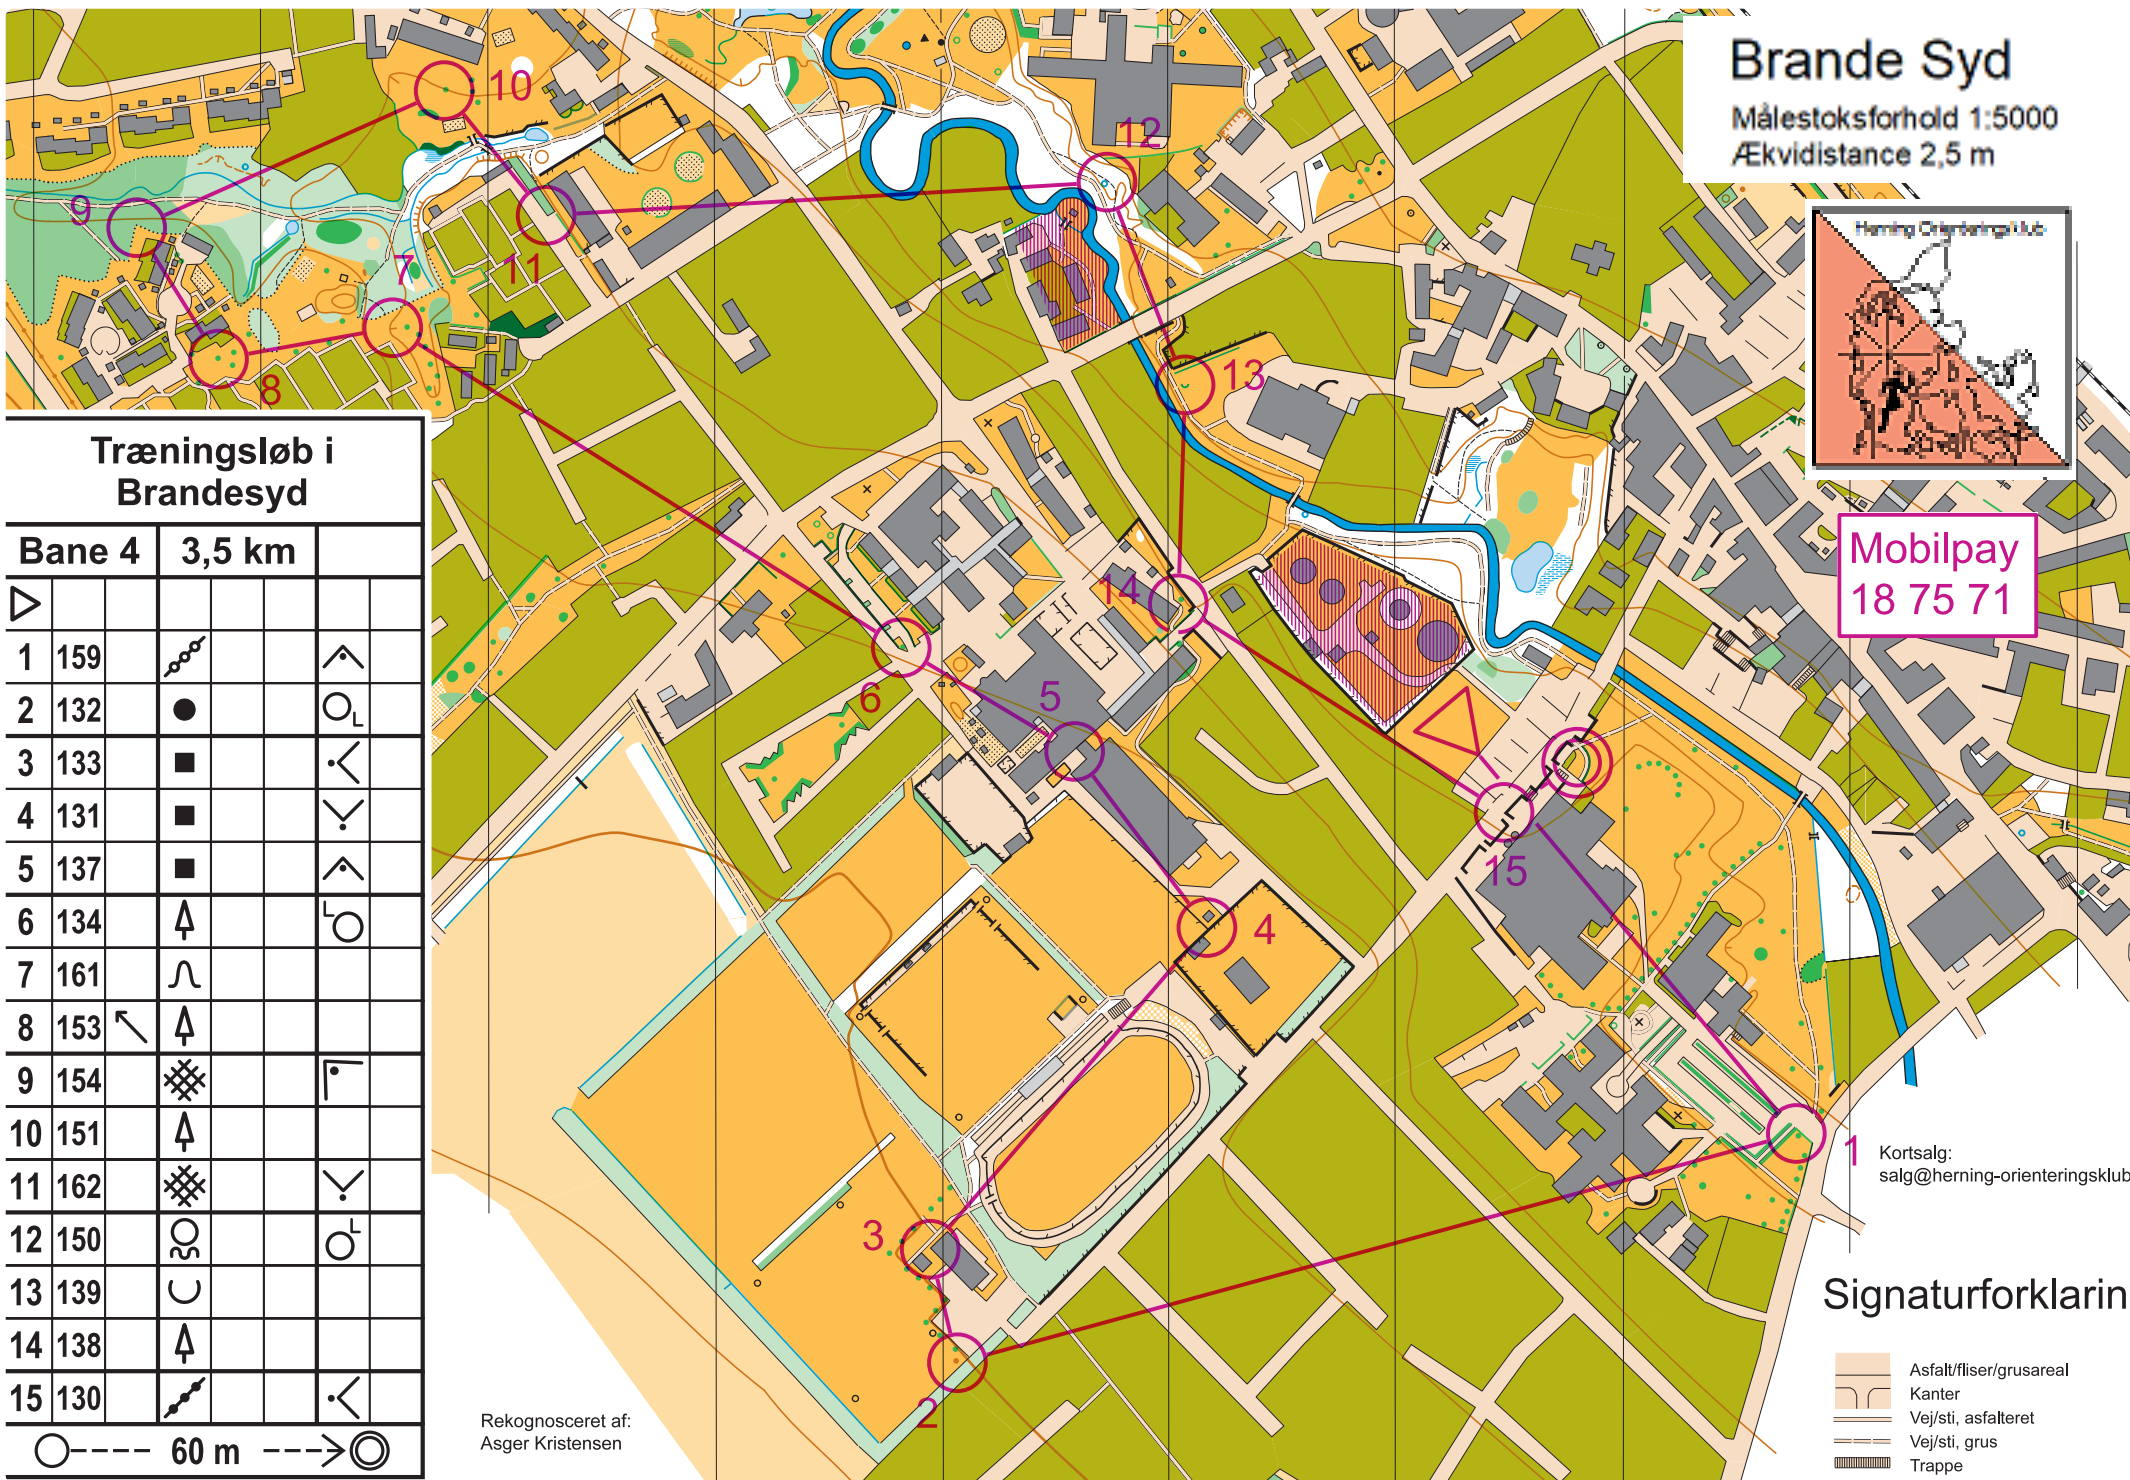 Brande Syd
Målestoksforhold 1:5000
Ækvidistance 2,5 m
Herning Orienteringsklub
Mobilpay
18 75 71
Træningsløb i
Brandesyd
Bane 4 3,5 km
1 159
2 132
3 133
4 131
5 137
6 134
7 161
8 153
9 154
10 151
11 162
12 150
13 139
14 138
15 130
60 m
10
12
9
11
7
8
13
14
6
5
15
4
3
2
1
Kortsalg:
salg@herning-orienteringsklub
Rekognosceret af:
Asger Kristensen
Signaturforklarin
Asfalt/fliser/grusareal
Kanter
Vej/sti, asfalteret
Vej/sti, grus
Trappe